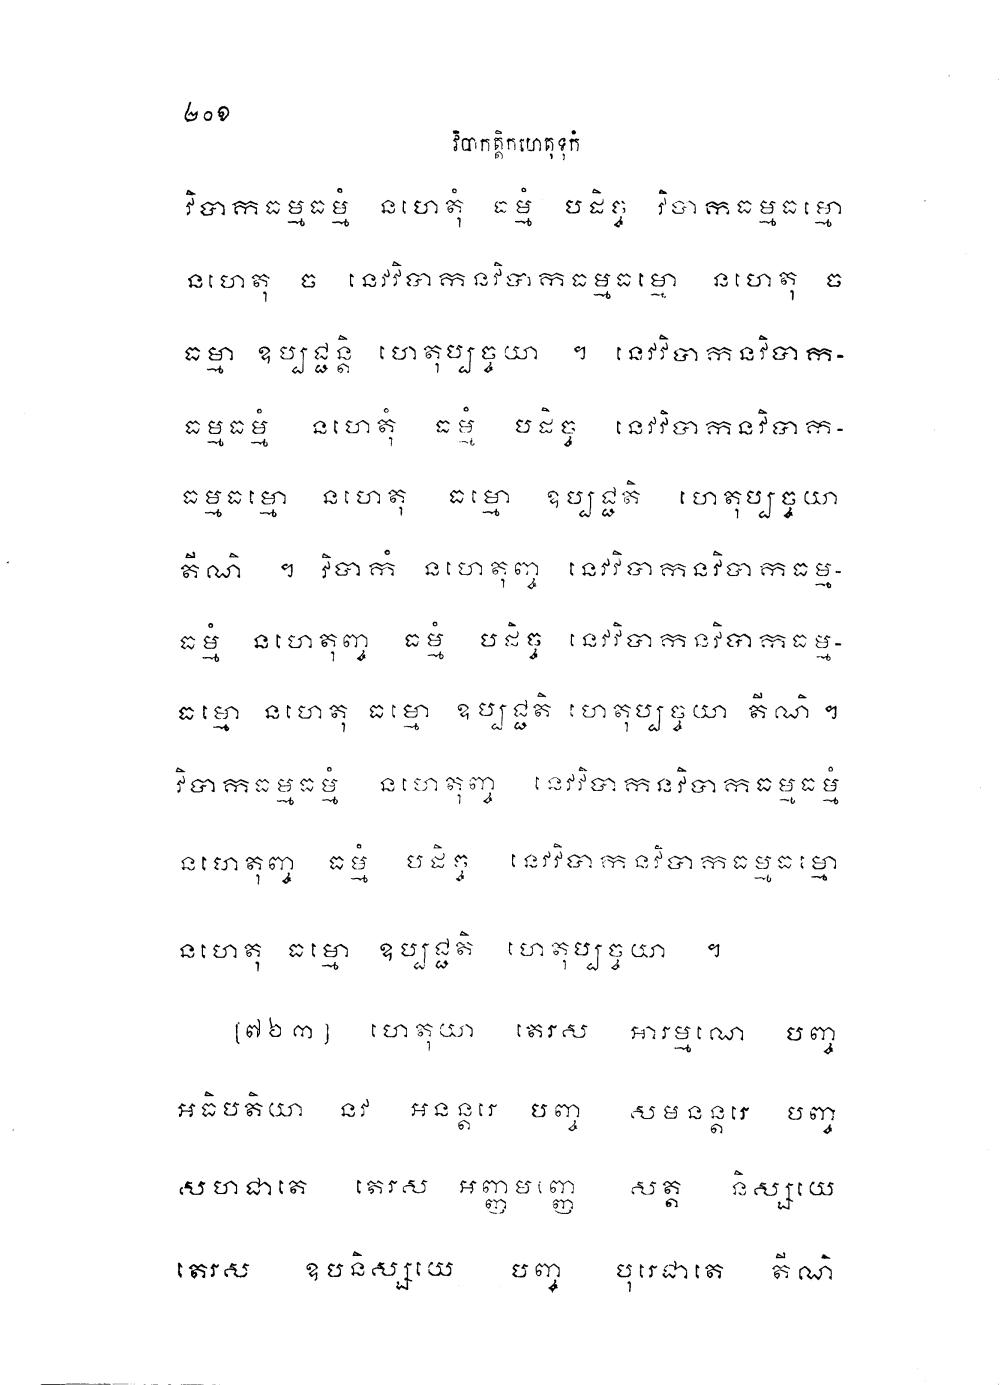 ២០១
វិបាកត្តិកហេតុទុកំ
វិបាកធម្មធម្មំ នហេតុំ ធម្មំ បដិច្ច វិបាកធម្មធម្មោ
នហេតុ ច នេវវិបាកនវិបាកធម្មធម្មោ នហេតុ ច
ធម្មា ឧប្បជ្ជន្តិ ហេតុប្បច្ចយា ។ នេវវិបាកនវិបាក-
ធម្មធម្មំ នហេតុំ ធម្មំ បដិច្ច នេវវិបាកនវិបាក-
ធម្មធម្មោ នហេតុ ធម្មោ ឧប្បជ្ជតិ ហេតុប្បច្ចយា
តីណិ ។ វិបាកំ នហេតុញ្ច នេវវិបាកនវិបាកធម្ម-
ធម្មំ នហេតុញ្ច ធម្មំ បដិច្ច នេវវិបាកនវិបាកធម្ម-
ធម្មោ នហេតុ ធម្មោ ឧប្បជ្ជតិ ហេតុប្បច្ចយា តីណិ ។
វិបាកធម្មធម្មំ នហេតុញ្ច នេវវិបាកនវិបាកធម្មធម្មំ
នហេតុញ្ច ធម្មំ បដិច្ច នេវវិបាកនវិបាកធម្មធម្មោ
នហេតុ ធម្មោ ឧប្បជ្ជតិ ហេតុប្បច្ចយា ។
[៧៦៣] ហេតុយា តេរស អារម្មណេ បញ្ច
អធិបតិយា នវ អនន្តរេ បញ្ច សមនន្តរេ បញ្ច
សហជាតេ តេរស អញ្ញមញ្ញេ សត្ត និស្សយេ
តេរស ឧបនិស្សយេ បញ្ច បុរេជាតេ តីណិ